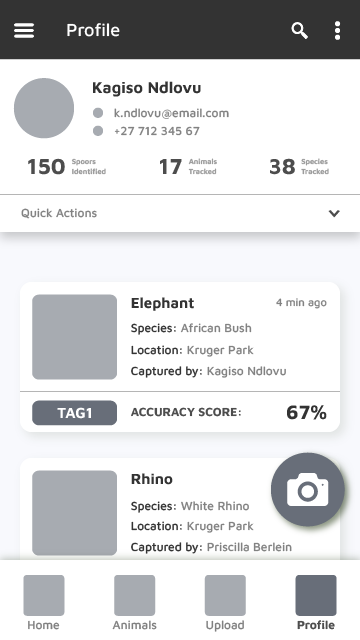 Profile
Kagiso Ndlovu
k.ndlovu@email.com
+27 712 345 67
150 Spoors Identified
17 Animals Tracked
38 Species Tracked
Quick Actions
Elephant
4 min ago
Species: African Bush
Location: Kruger Park
Captured by: Kagiso Ndlovu
TAG1
ACCURACY SCORE:
67%
Rhino
Species: White Rhino
Location: Kruger Park
Captured by: Priscilla Berlein
Home
Animals
Upload
Profile